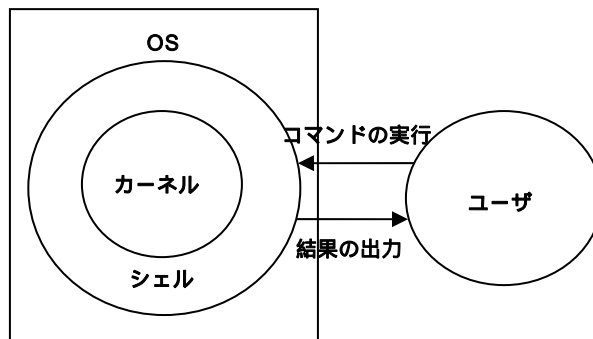 OS
コマンドの実行
カーネル
ユーザ
結果の出力
シェル